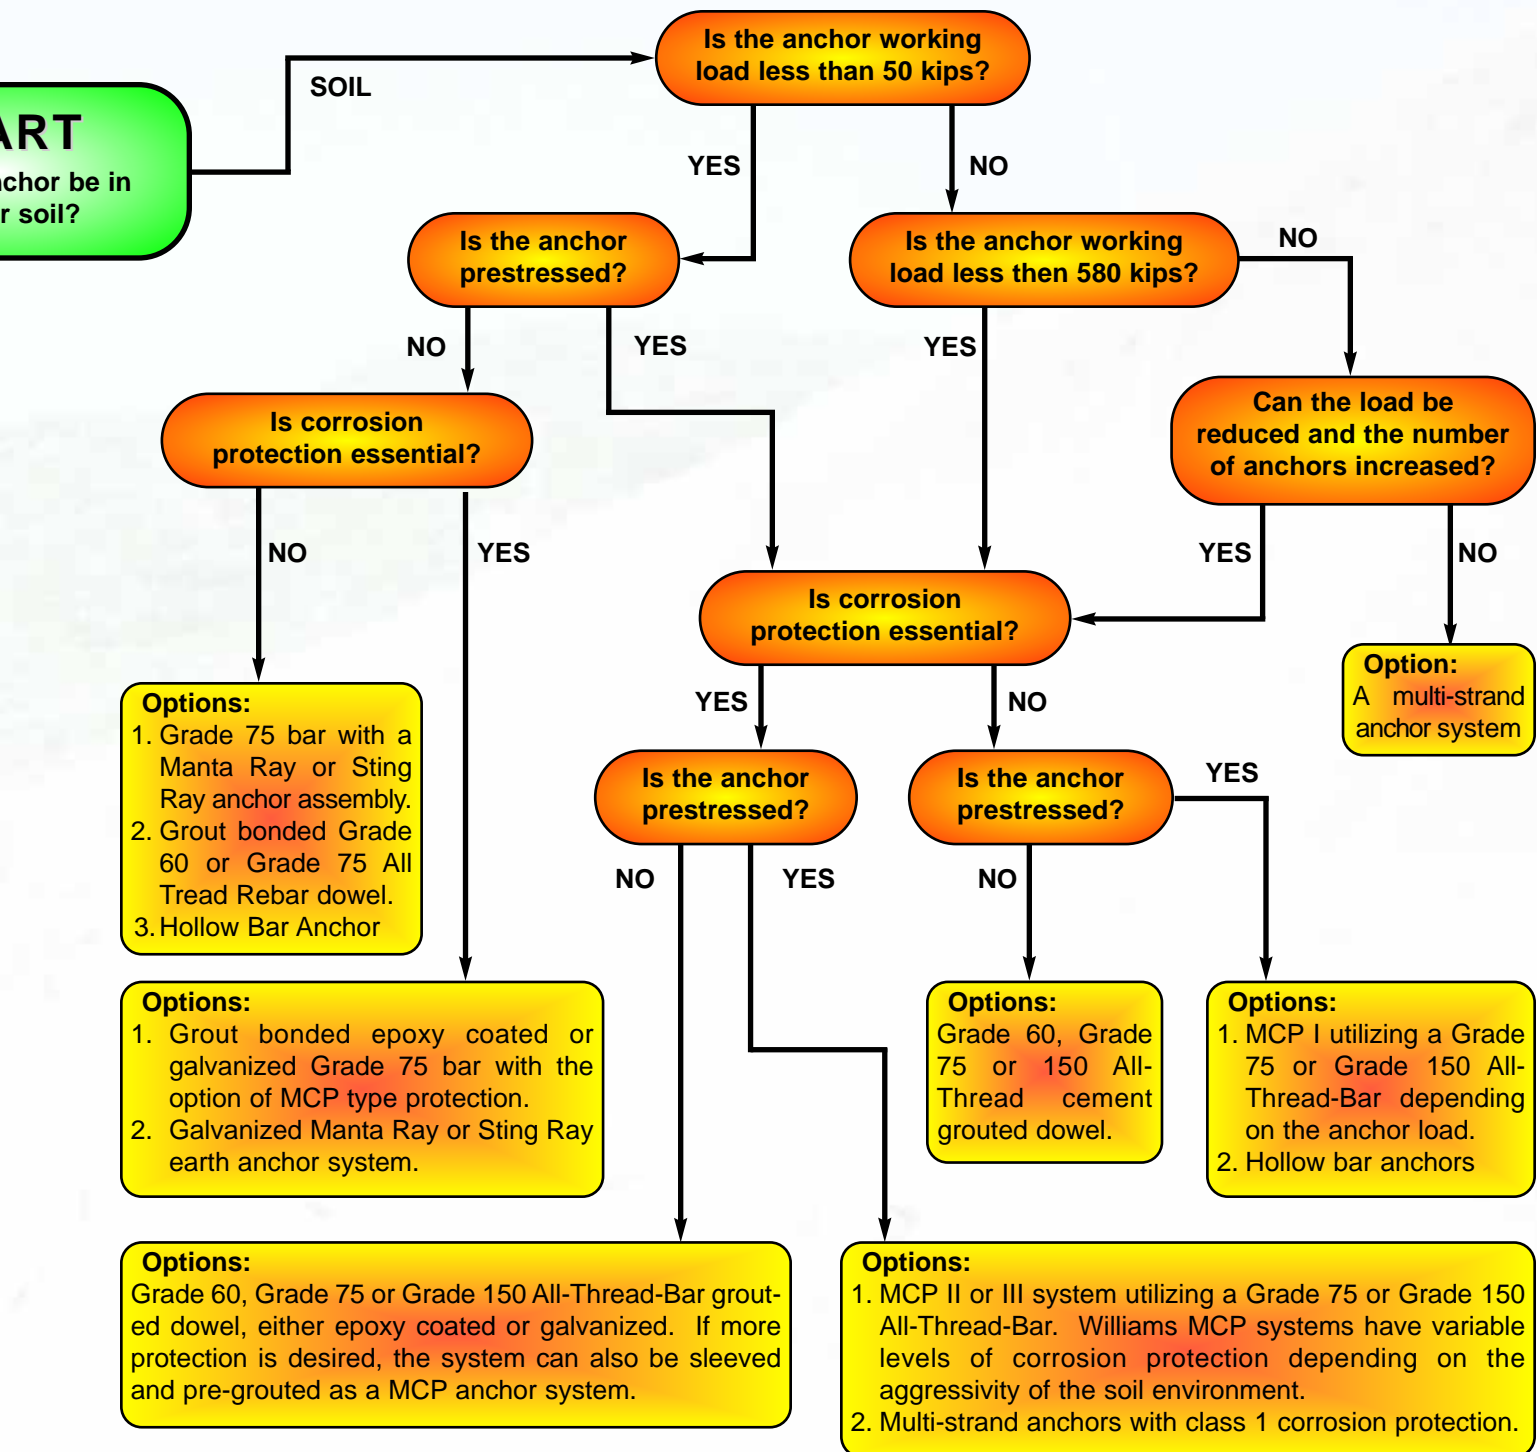 Is the anchor working
load less than 50 kips?
SOIL
ART
nchor be in
r soil?
YES
NO
Is the anchor
prestressed?
Is the anchor working
load less then 580 kips?
NO
NO
YES
YES
Is corrosion
protection essential?
Can the load be
reduced and the number
of anchors increased?
NO
YES
YES
NO
Is corrosion
protection essential?
Option:
A multi-strand
anchor system
YES
NO
Options:
1. Grade 75 bar with a
Manta Ray or Sting
Ray anchor assembly.
2. Grout bonded Grade
60 or Grade 75 All
Tread Rebar dowel.
3. Hollow Bar Anchor
Is the anchor
prestressed?
Is the anchor
prestressed?
YES
NO
YES
NO
Options:
1. Grout bonded epoxy coated or
galvanized Grade 75 bar with the
option of MCP type protection.
2. Galvanized Manta Ray or Sting Ray
earth anchor system.
Options:
Grade 60, Grade
75 or 150 All-
Thread cement
grouted dowel.
Options:
1. MCP I utilizing a Grade
75 or Grade 150 All-
Thread-Bar depending
on the anchor load.
2. Hollow bar anchors
Options:
Grade 60, Grade 75 or Grade 150 All-Thread-Bar grout-
ed dowel, either epoxy coated or galvanized. If more
protection is desired, the system can also be sleeved
and pre-grouted as a MCP anchor system.
Options:
1. MCP II or III system utilizing a Grade 75 or Grade 150
All-Thread-Bar. Williams MCP systems have variable
levels of corrosion protection depending on the
aggressivity of the soil environment.
2. Multi-strand anchors with class 1 corrosion protection.